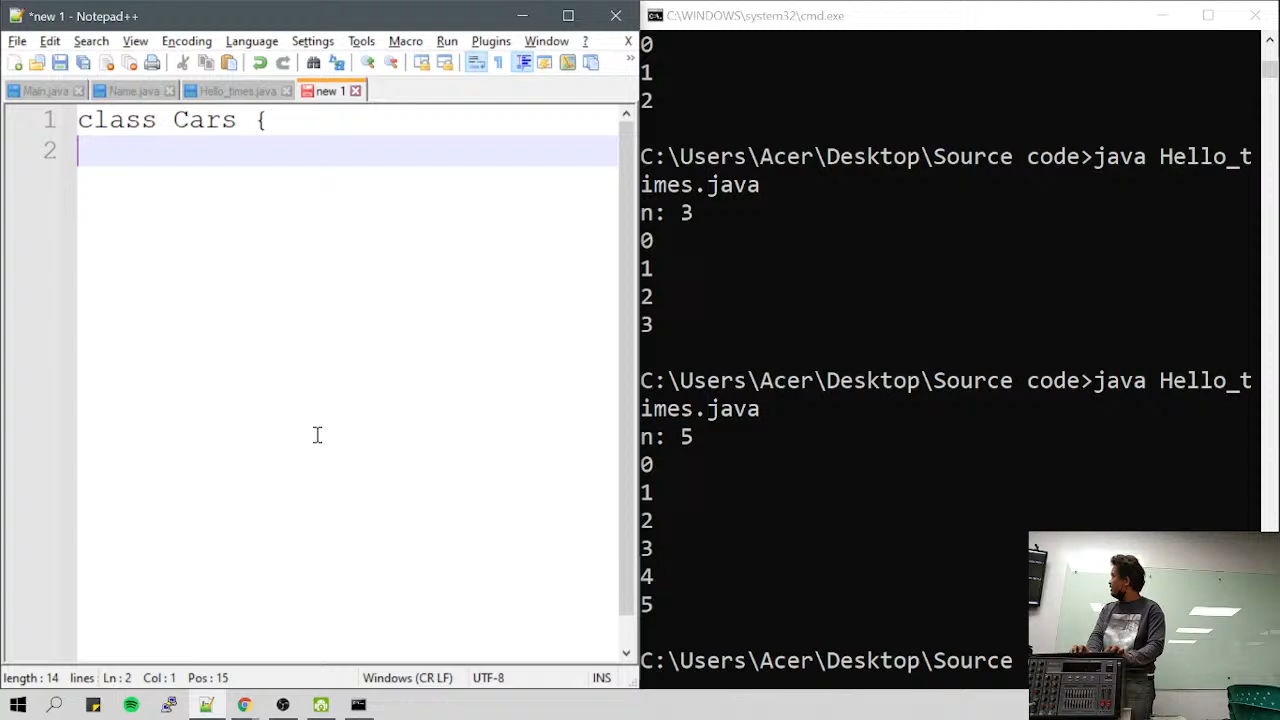 *new 1 - Notepad++
File Edit Search View Encoding Language Settings Tools Macro Run Plugins Window ? X
Main.java Name.java Hello_times.java new 1
1 class Cars {
2
length: 14 lines Ln: 2 Col: 1 Pos: 15 Windows (CR LF) UTF-8 INS
C:\WINDOWS\system32\cmd.exe
0
1
2
C:\Users\Acer\Desktop\Source code>java Hello_t
imes.java
n: 3
0
1
2
3
C:\Users\Acer\Desktop\Source code>java Hello_t
imes.java
n: 5
0
1
2
3
4
5
C:\Users\Acer\Desktop\Source